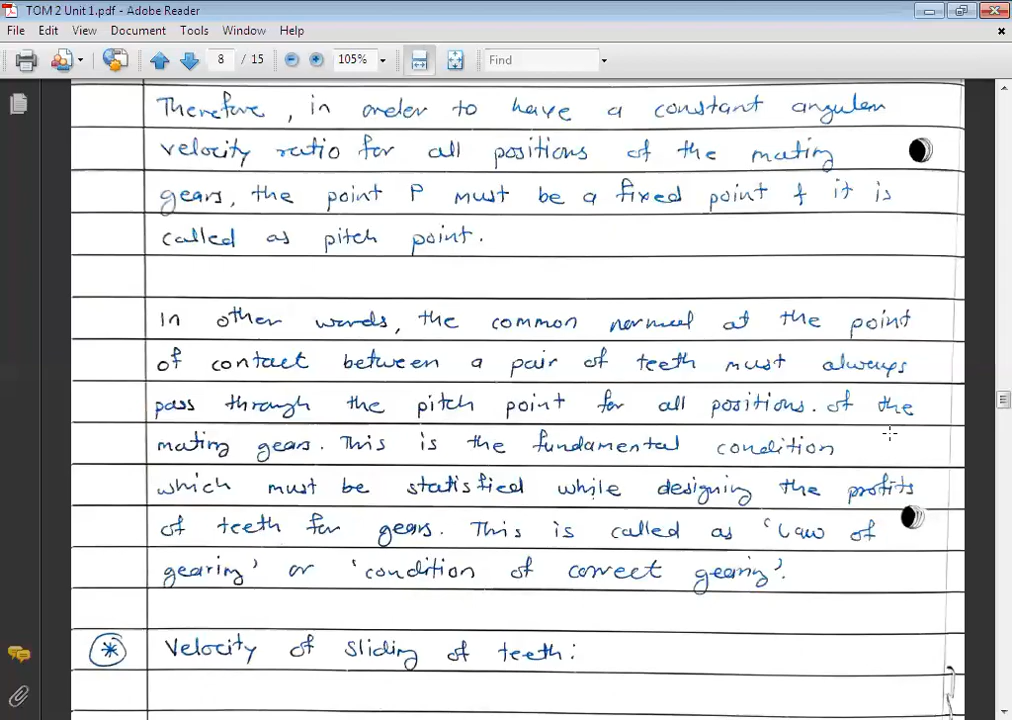 TOM 2 Unit 1.pdf - Adobe Reader
File Edit View Document Tools Window Help
8 / 15 105% Find
Therefore, in order to have a constant angular
velocity ratio for all positions of the mating
gears, the point P must be a fixed point & it is
called as pitch point.
In other words, the common normal at the point
of contact between a pair of teeth must always
pass through the pitch point for all positions. of the
mating gears. This is the fundamental condition
which must be statisfied while designing the profits
of teeth for gears. This is called as 'Law of
gearing' or 'condition of correct gearing'.
* Velocity of sliding of teeth: